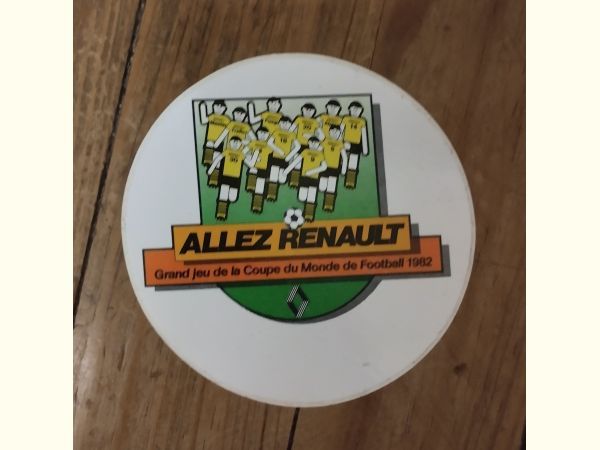 ALLEZ RENAULT
Grand jeu de la Coupe du Monde de Football 1982